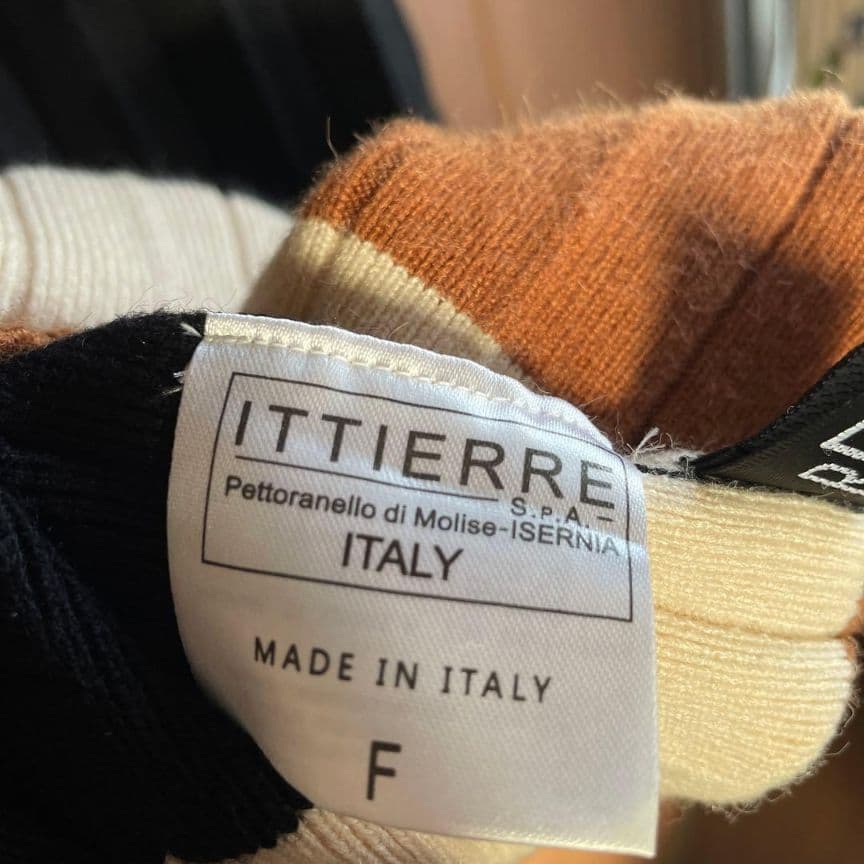 ITTIERRE
S.P.A.
Pettoranello di Molise-ISERNIA
ITALY
MADE IN ITALY
F